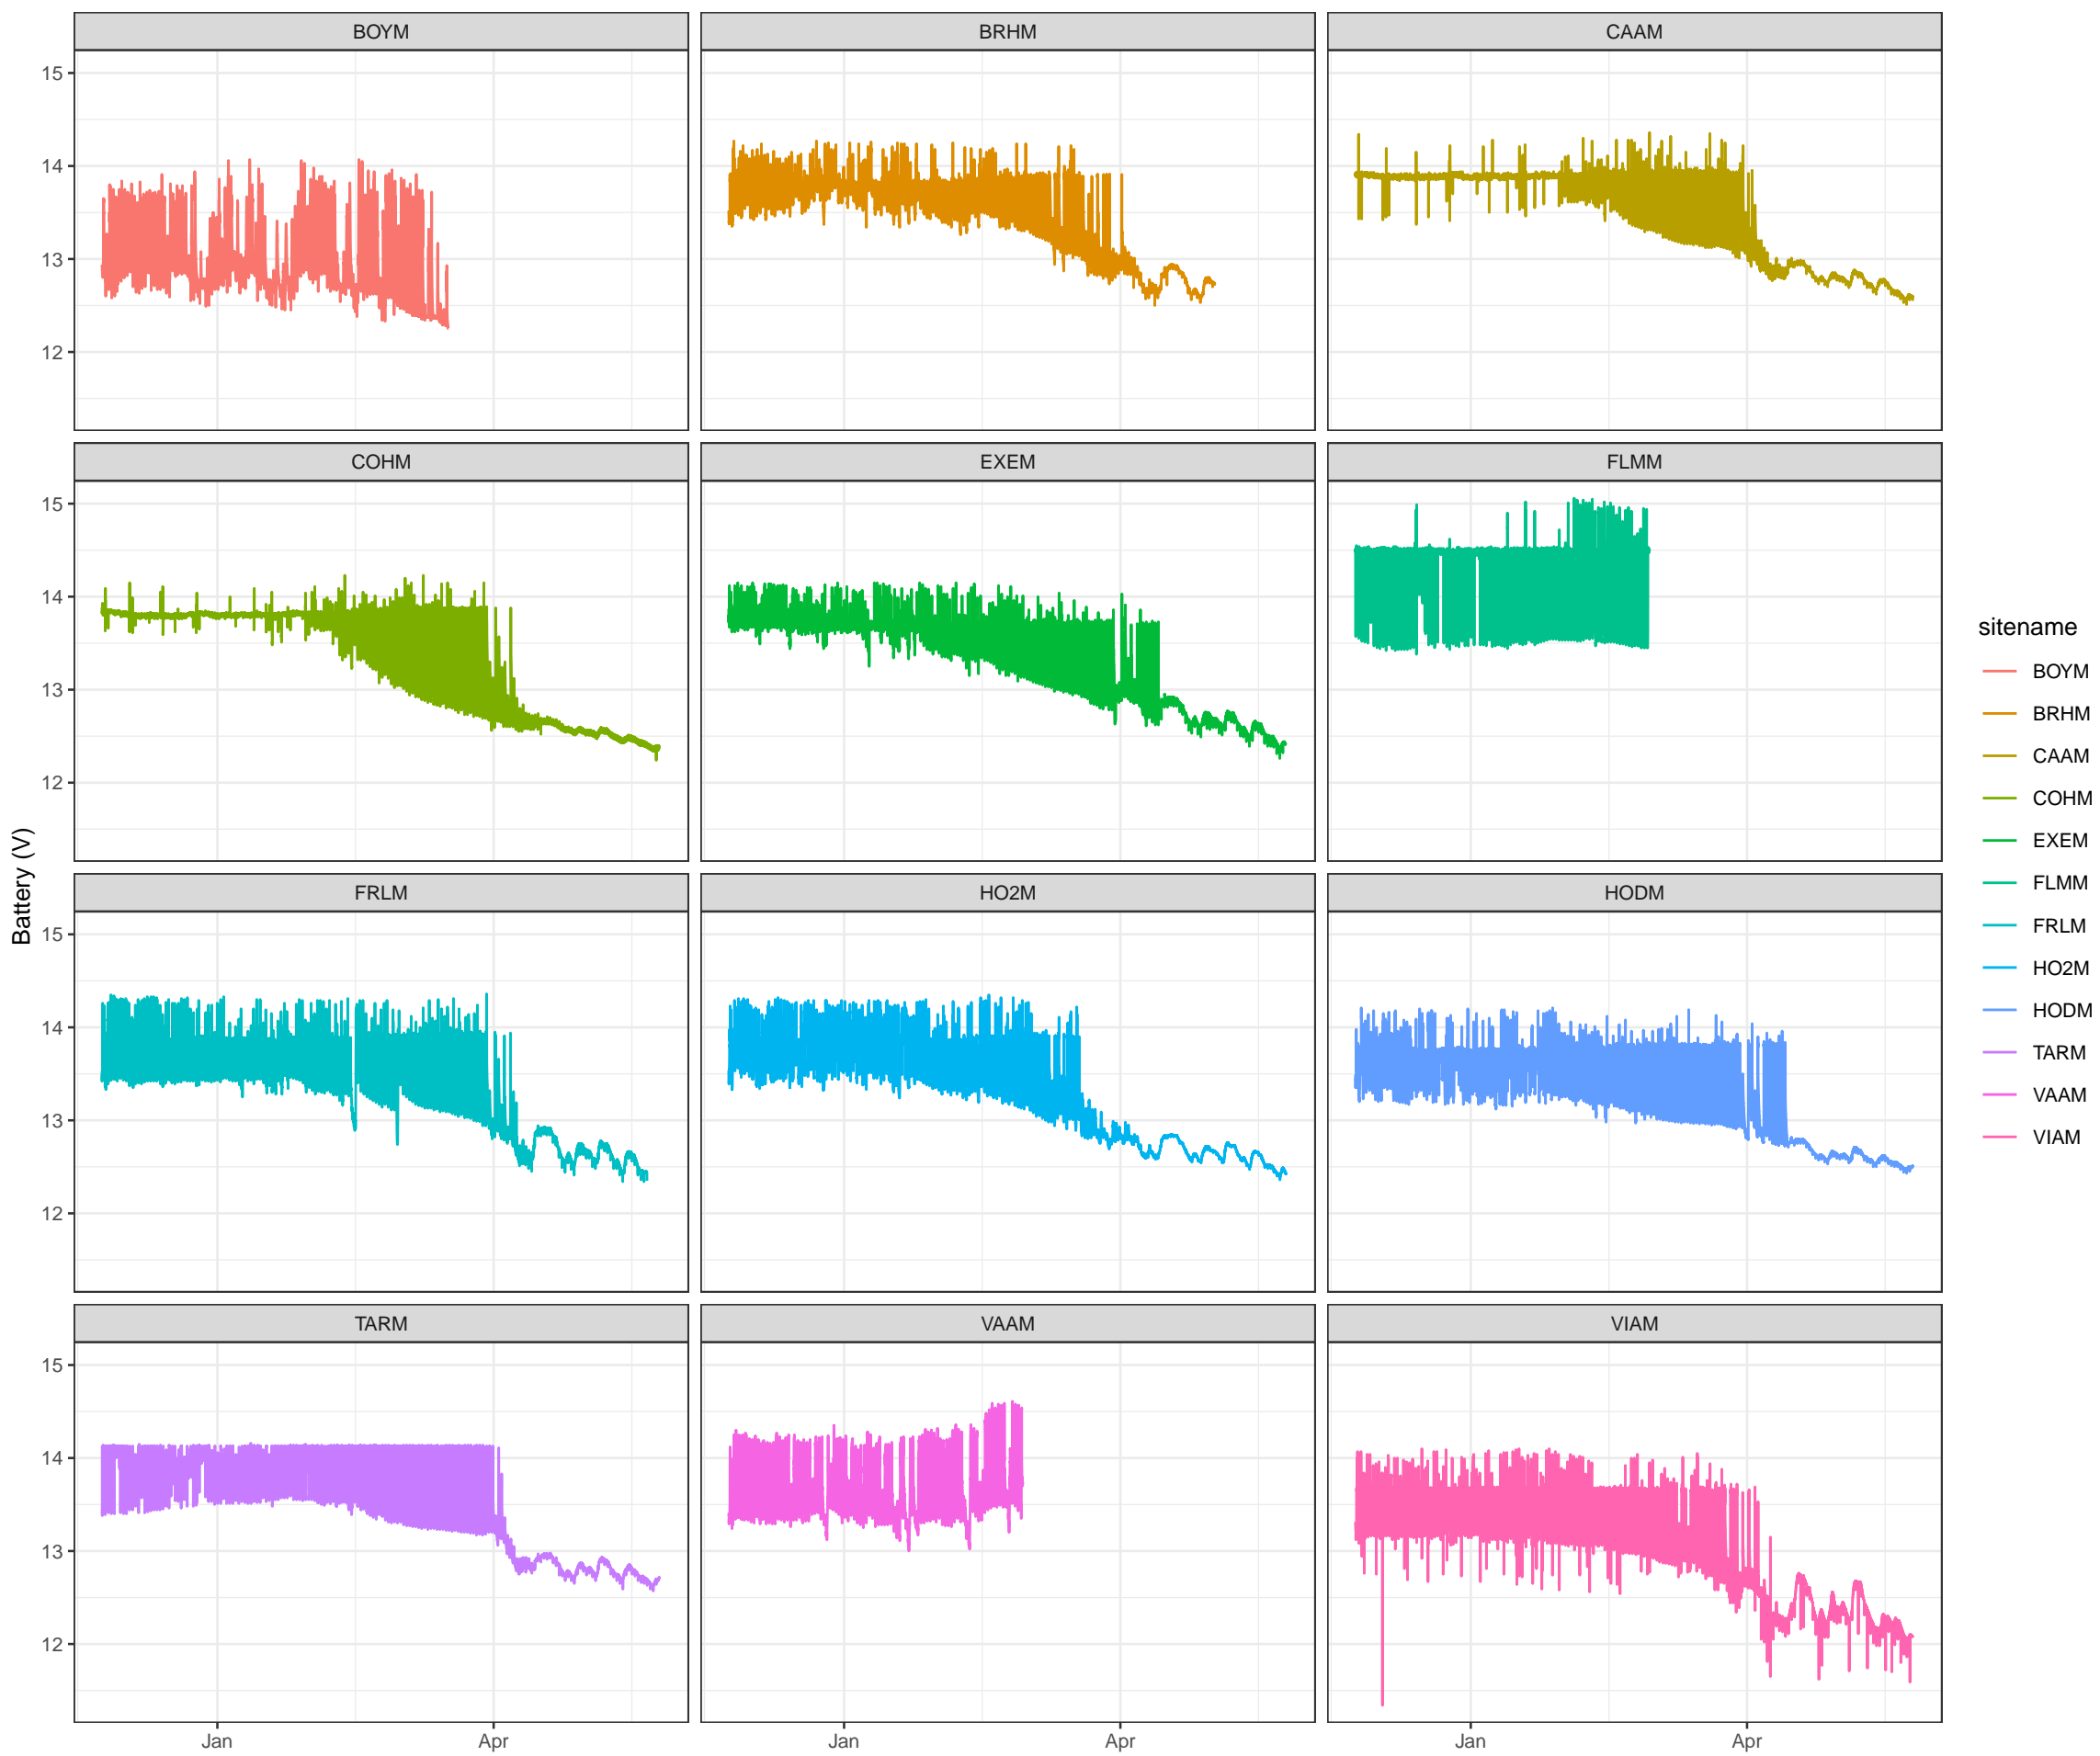 BOYM
BRHM
CAAM
15
14
13
12
COHM
EXEM
FLMM
15
14
13
12
FRLM
HO2M
HODM
15
14
13
12
TARM
VAAM
VIAM
15
14
13
12
Jan
Apr
Jan
Apr
Jan
Apr
Battery (V)
sitename
BOYM
BRHM
CAAM
COHM
EXEM
FLMM
FRLM
HO2M
HODM
TARM
VAAM
VIAM